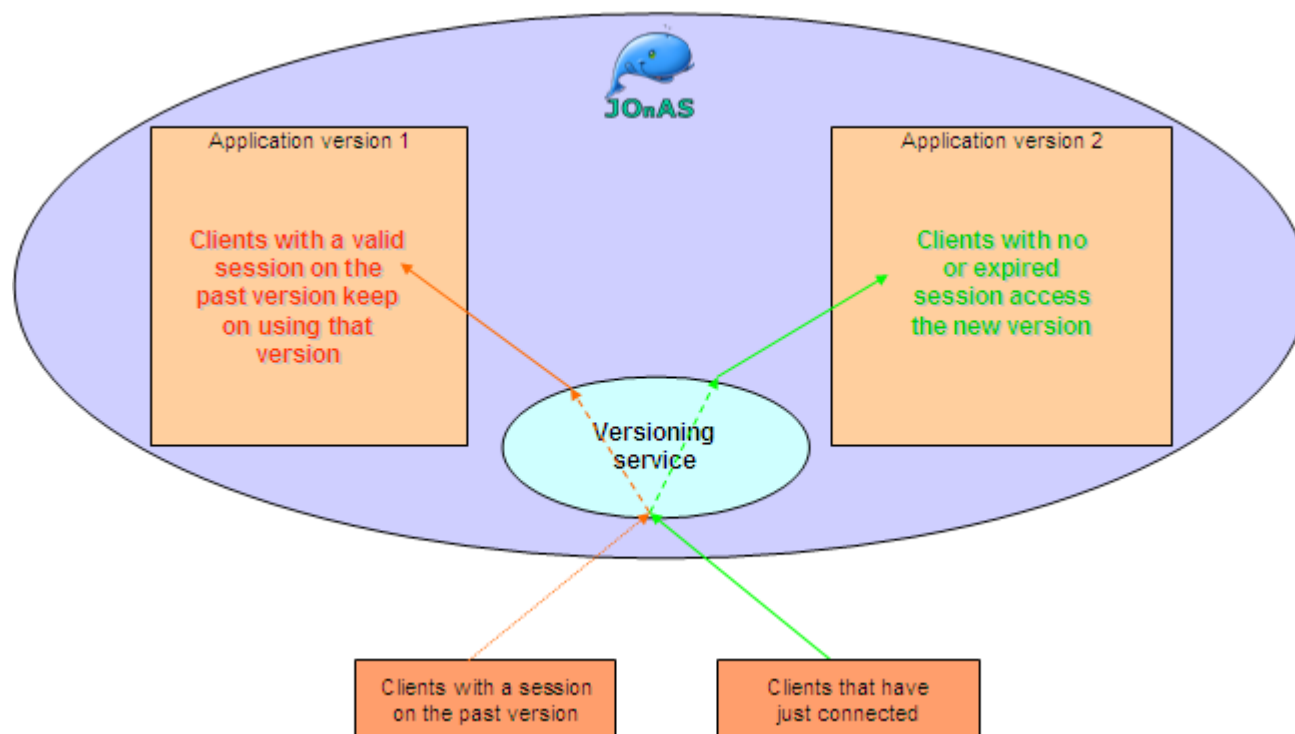 JOnAS
Application version 1
Clients with a valid
session on the
past version keep
on using that
version
Application version 2
Clients with no
or expired
session access
the new version
Versioning
service
Clients with a session
on the past version
Clients that have
just connected